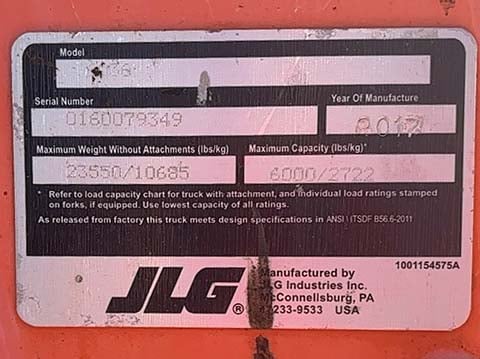 Model
Serial Number
Year Of Manufacture
0160079349
2017
Maximum Weight Without Attachments (lbs/kg)
Maximum Capacity (lbs/kg)*
23550/10685
6000/2722
* Refer to load capacity chart for truck with attachment, and individual load ratings stamped
on forks, if equipped. Use lowest capacity of all ratings.
As released from factory this truck meets design specifications in ANSI \ ITSDF B56.6-2011
JLG®
Manufactured by
JLG Industries Inc.
McConnellsburg, PA
233-9533 USA
1001154575A